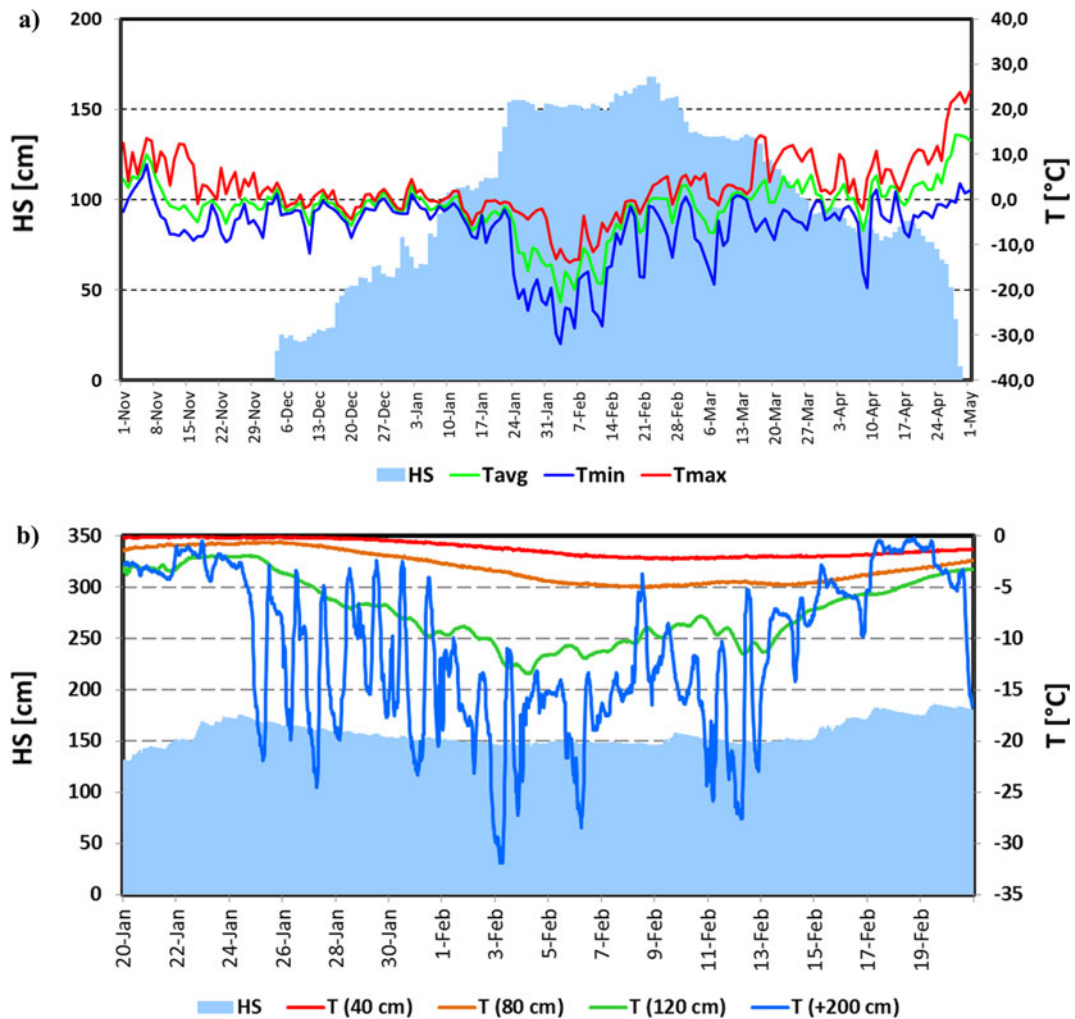 a)
HS [cm]
200
150
100
50
0
40,0
30,0
20,0
10,0
0,0
-10,0
-20,0
-30,0
-40,0
T [°C]
1-Nov
8-Nov
15-Nov
22-Nov
29-Nov
6-Dec
13-Dec
20-Dec
27-Dec
3-Jan
10-Jan
17-Jan
24-Jan
31-Jan
7-Feb
14-Feb
21-Feb
28-Feb
6-Mar
13-Mar
20-Mar
27-Mar
3-Apr
10-Apr
17-Apr
24-Apr
1-May
HS Tavg Tmin Tmax
b)
HS [cm]
350
300
250
200
150
100
50
0
0
-5
-10
-15
-20
-25
-30
-35
T [°C]
20-Jan
22-Jan
24-Jan
26-Jan
28-Jan
30-Jan
1-Feb
3-Feb
5-Feb
7-Feb
9-Feb
11-Feb
13-Feb
15-Feb
17-Feb
19-Feb
HS T (40 cm) T (80 cm) T (120 cm) T (+200 cm)